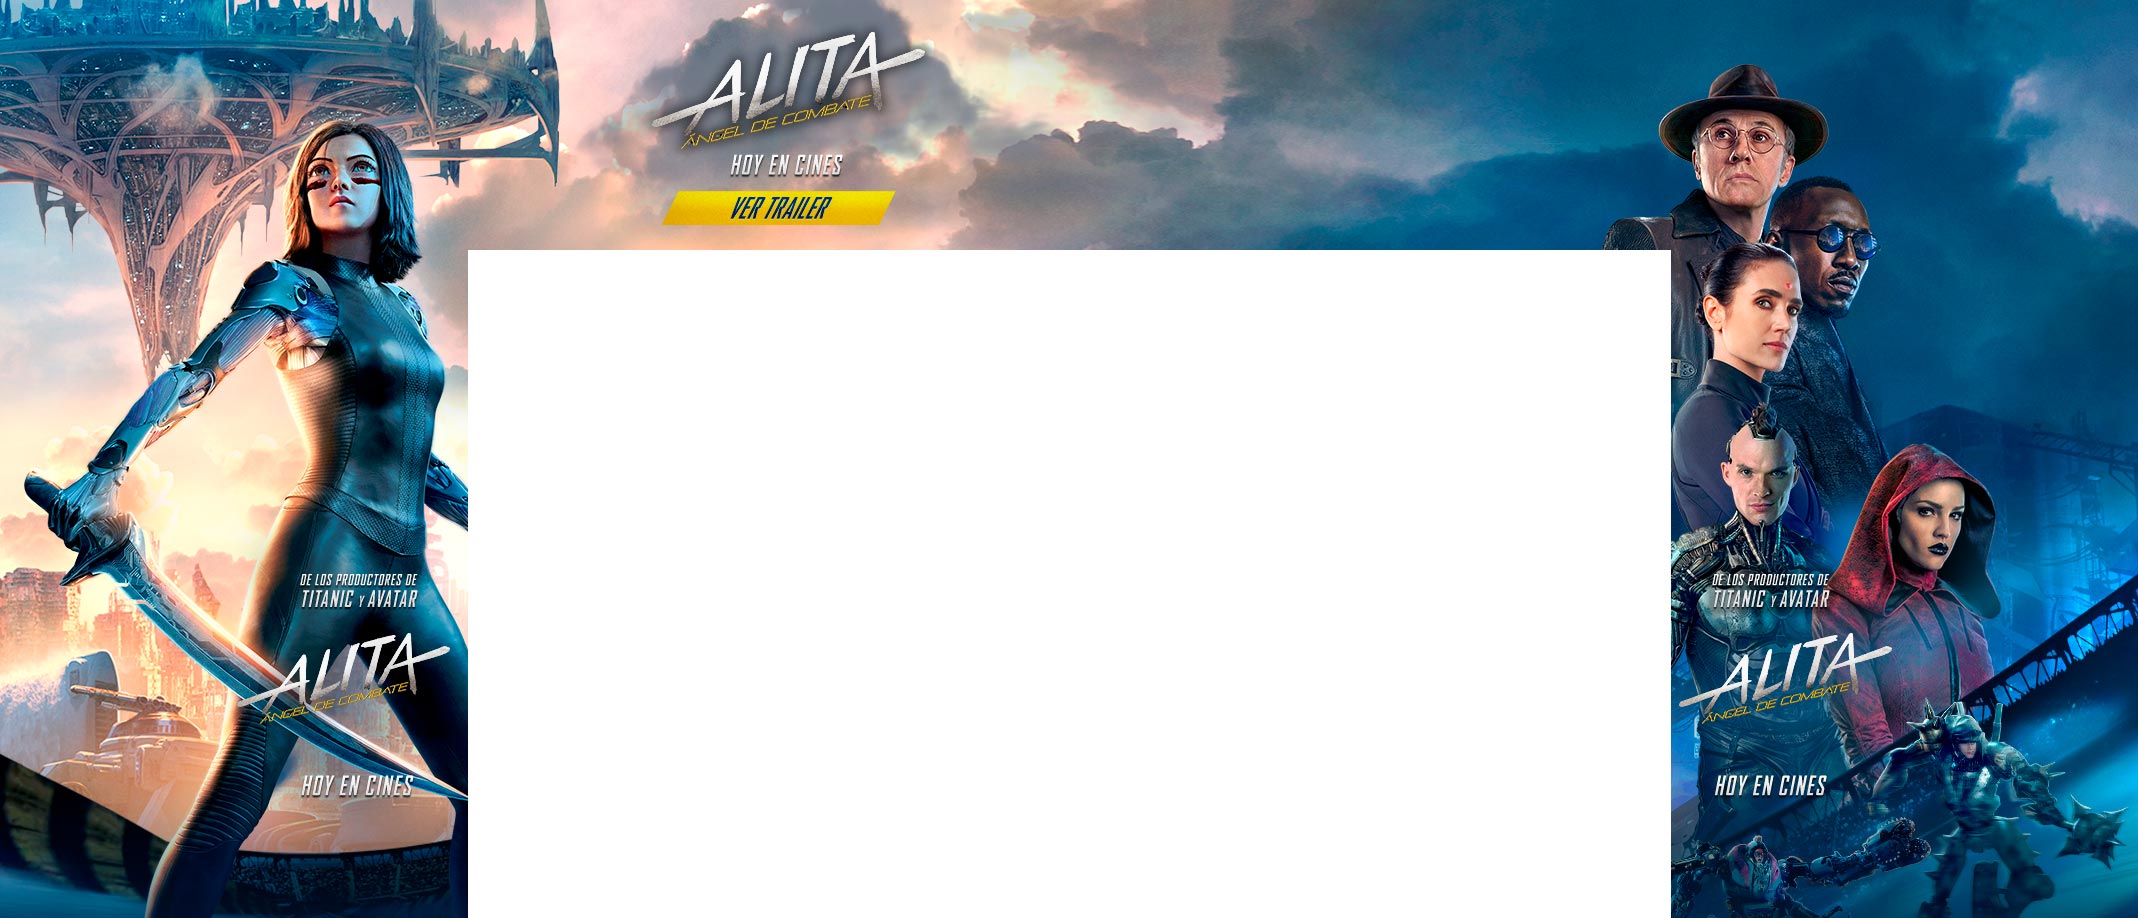 ALITA
ÁNGEL DE COMBATE
HOY EN CINES
VER TRAILER
DE LOS PRODUCTORES DE
TITANIC Y AVATAR
ALITA
ÁNGEL DE COMBATE
HOY EN CINES
DE LOS PRODUCTORES DE
TITANIC Y AVATAR
ALITA
ÁNGEL DE COMBATE
HOY EN CINES